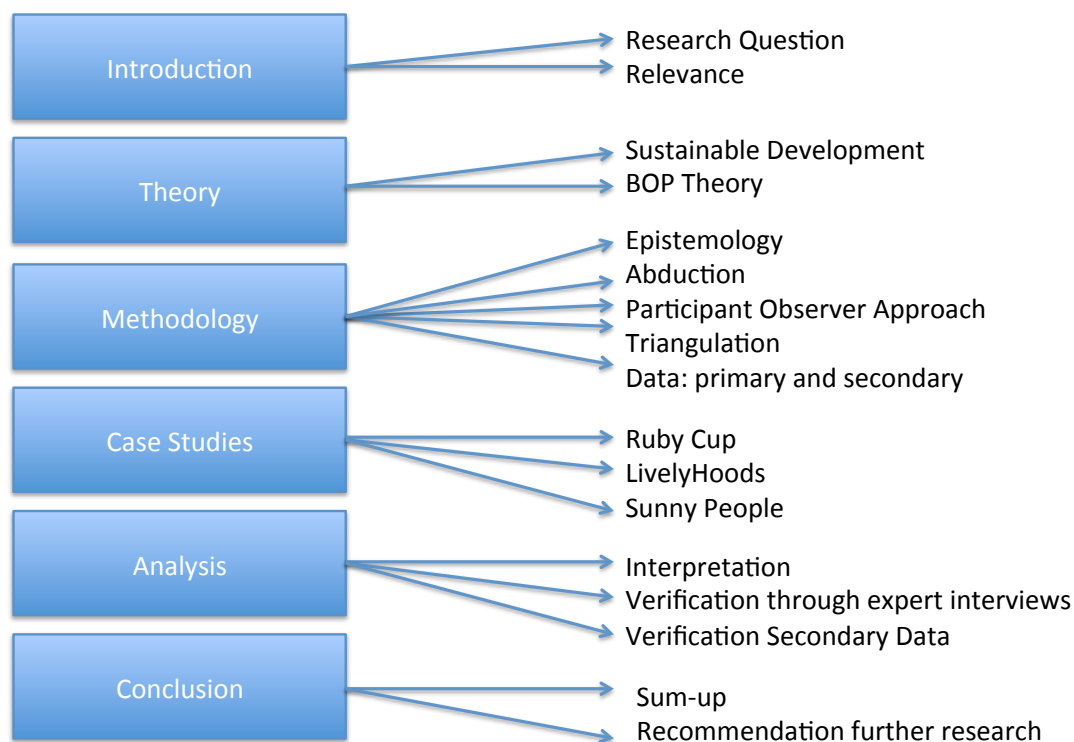 Introduction
Research Question
Relevance
Theory
Sustainable Development
BOP Theory
Methodology
Epistemology
Abduction
Participant Observer Approach
Triangulation
Data: primary and secondary
Case Studies
Ruby Cup
LivelyHoods
Sunny People
Analysis
Interpretation
Verification through expert interviews
Verification Secondary Data
Conclusion
Sum-up
Recommendation further research